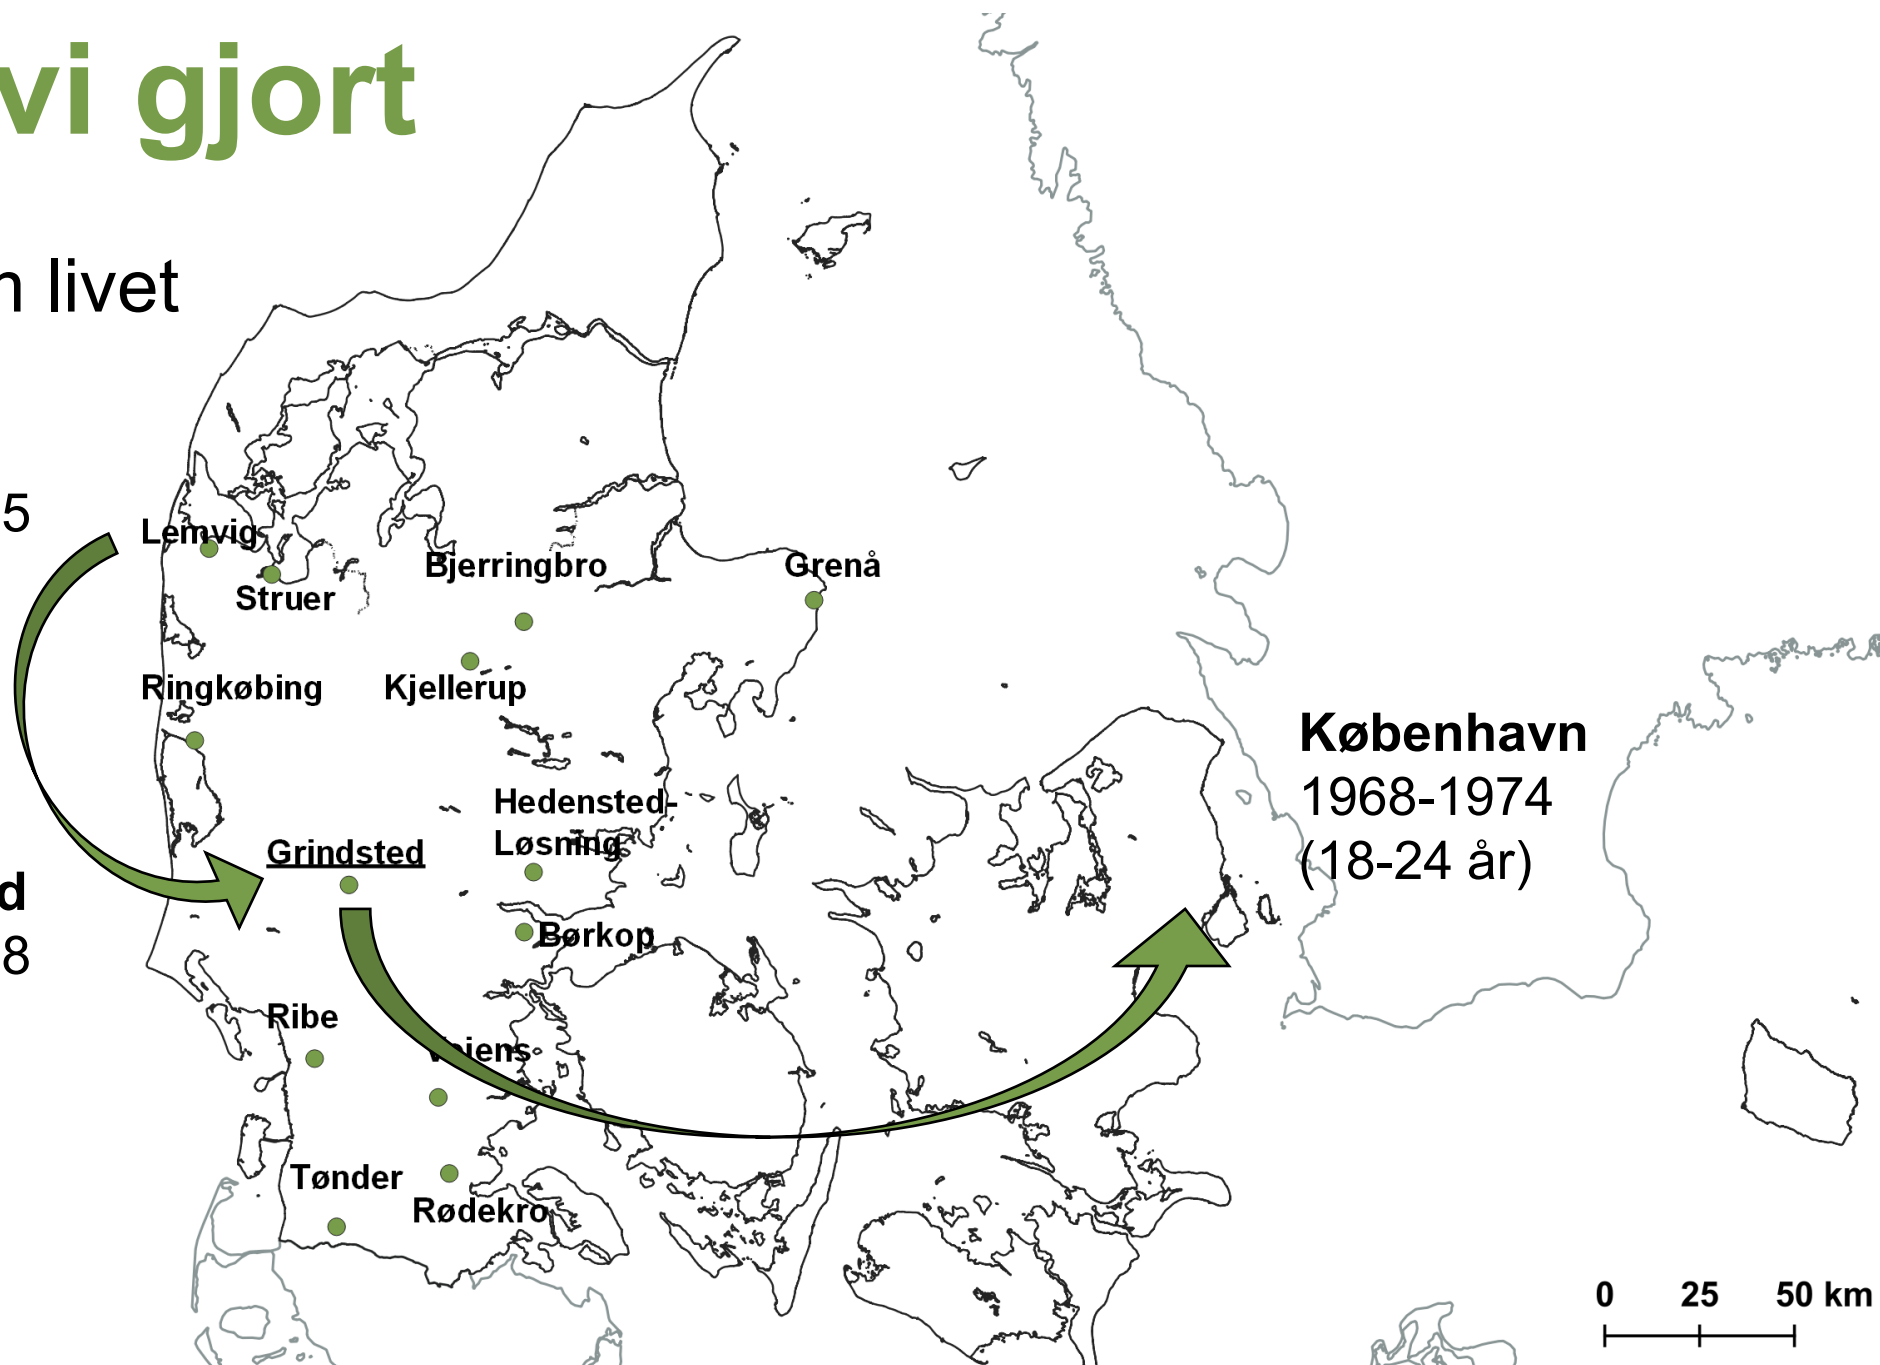 vi gjort
n livet
5
Lemvig
Bjerringbro
Grenå
Struer
Ringkøbing
Kjellerup
København
1968-1974
(18-24 år)
Hedensted-
Løsning
Grindsted
d
Børkop
8
Ribe
Vojens
Tønder
Rødekro
0 25 50 km